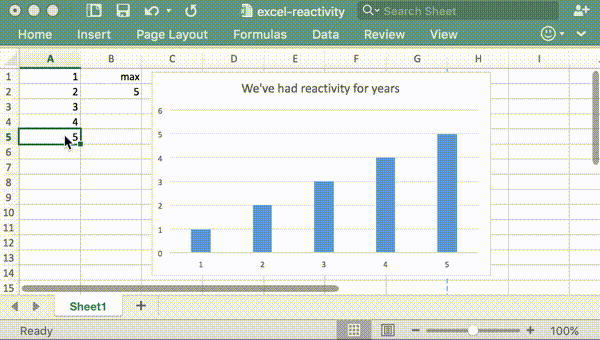 excel-reactivity
Search Sheet
Home Insert Page Layout Formulas Data Review View
A B C D E F G H I
1 1 max
2 2 5
3 3
4 4
5 5
6
7
8
9
10
11
12
13
14
15
We've had reactivity for years
6
5
4
3
2
1
0
1 2 3 4 5
Sheet1
Ready 100%